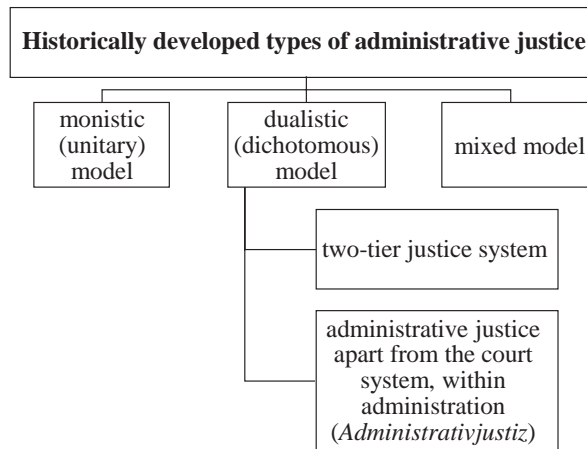 Historically developed types of administrative justice
monistic
(unitary)
model
dualistic
(dichotomous)
model
mixed model
two-tier justice system
administrative justice
apart from the court
system, within
administration
(Administrativjustiz)